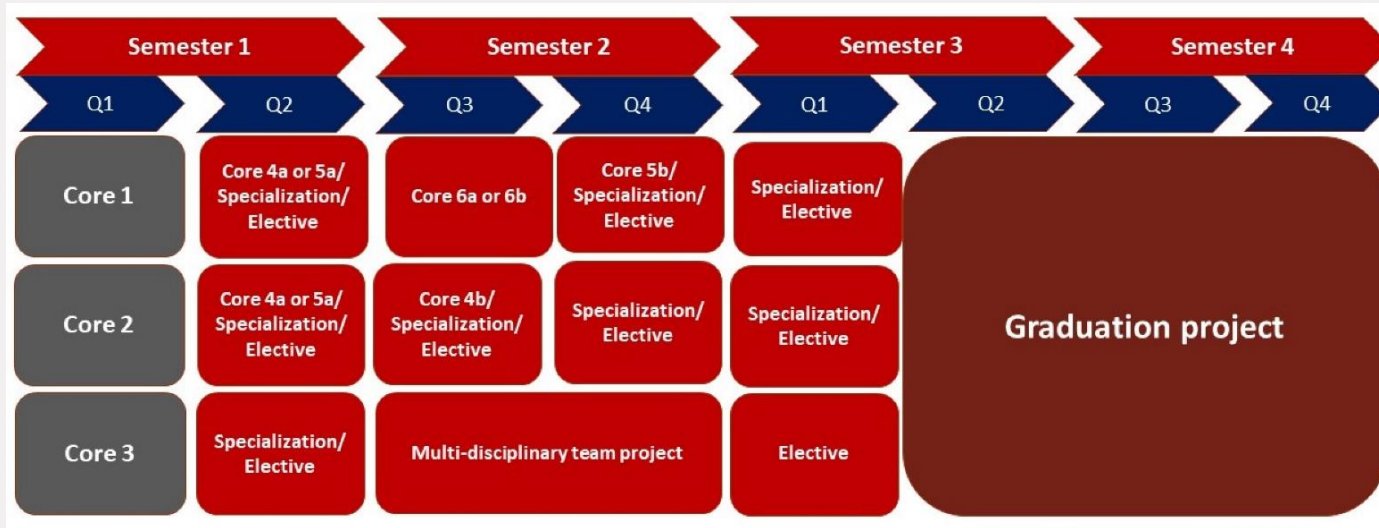 Semester 1
Semester 2
Semester 3
Semester 4
Q1
Q2
Q3
Q4
Q1
Q2
Q3
Q4
Core 1
Core 4a or 5a/
Specialization/
Elective
Core 6a or 6b
Core 5b/
Specialization/
Elective
Specialization/
Elective
Core 2
Core 4a or 5a/
Specialization/
Elective
Core 4b/
Specialization/
Elective
Specialization/
Elective
Specialization/
Elective
Graduation project
Core 3
Specialization/
Elective
Multi-disciplinary team project
Elective